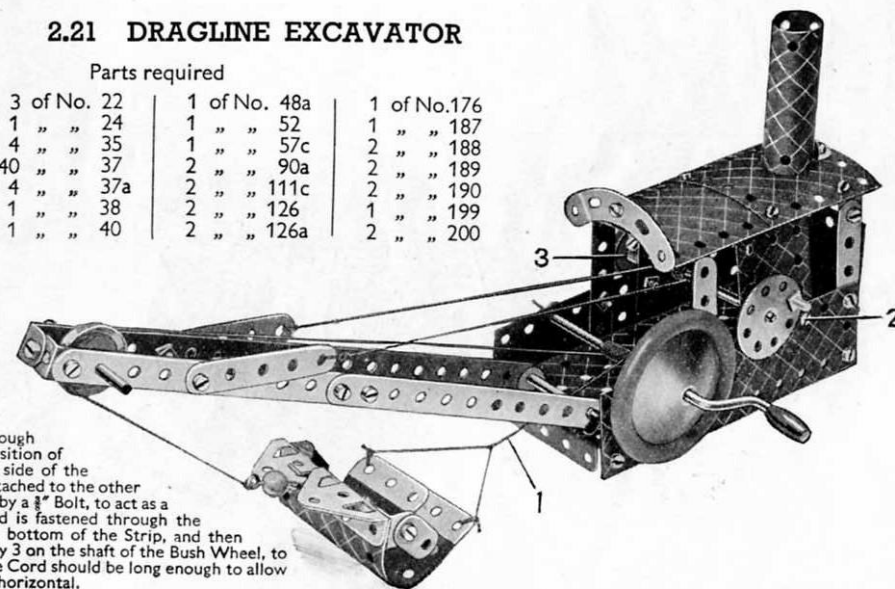 2.21 DRAGLINE EXCAVATOR
Parts required
3 of No. 22
1 „ „ 24
4 „ „ 35
40 „ „ 37
4 „ „ 37a
1 „ „ 38
1 „ „ 40
1 of No. 48a
1 „ „ 52
1 „ „ 57c
2 „ „ 90a
2 „ „ 111c
2 „ „ 126
2 „ „ 126a
1 of No. 176
1 „ „ 187
2 „ „ 188
2 „ „ 189
2 „ „ 190
1 „ „ 199
2 „ „ 200
3
2
1
ough
sition of
side of the
tached to the other
by a ⅜" Bolt, to act as a
d is fastened through the
bottom of the Strip, and then
y 3 on the shaft of the Bush Wheel, to
e Cord should be long enough to allow
horizontal.